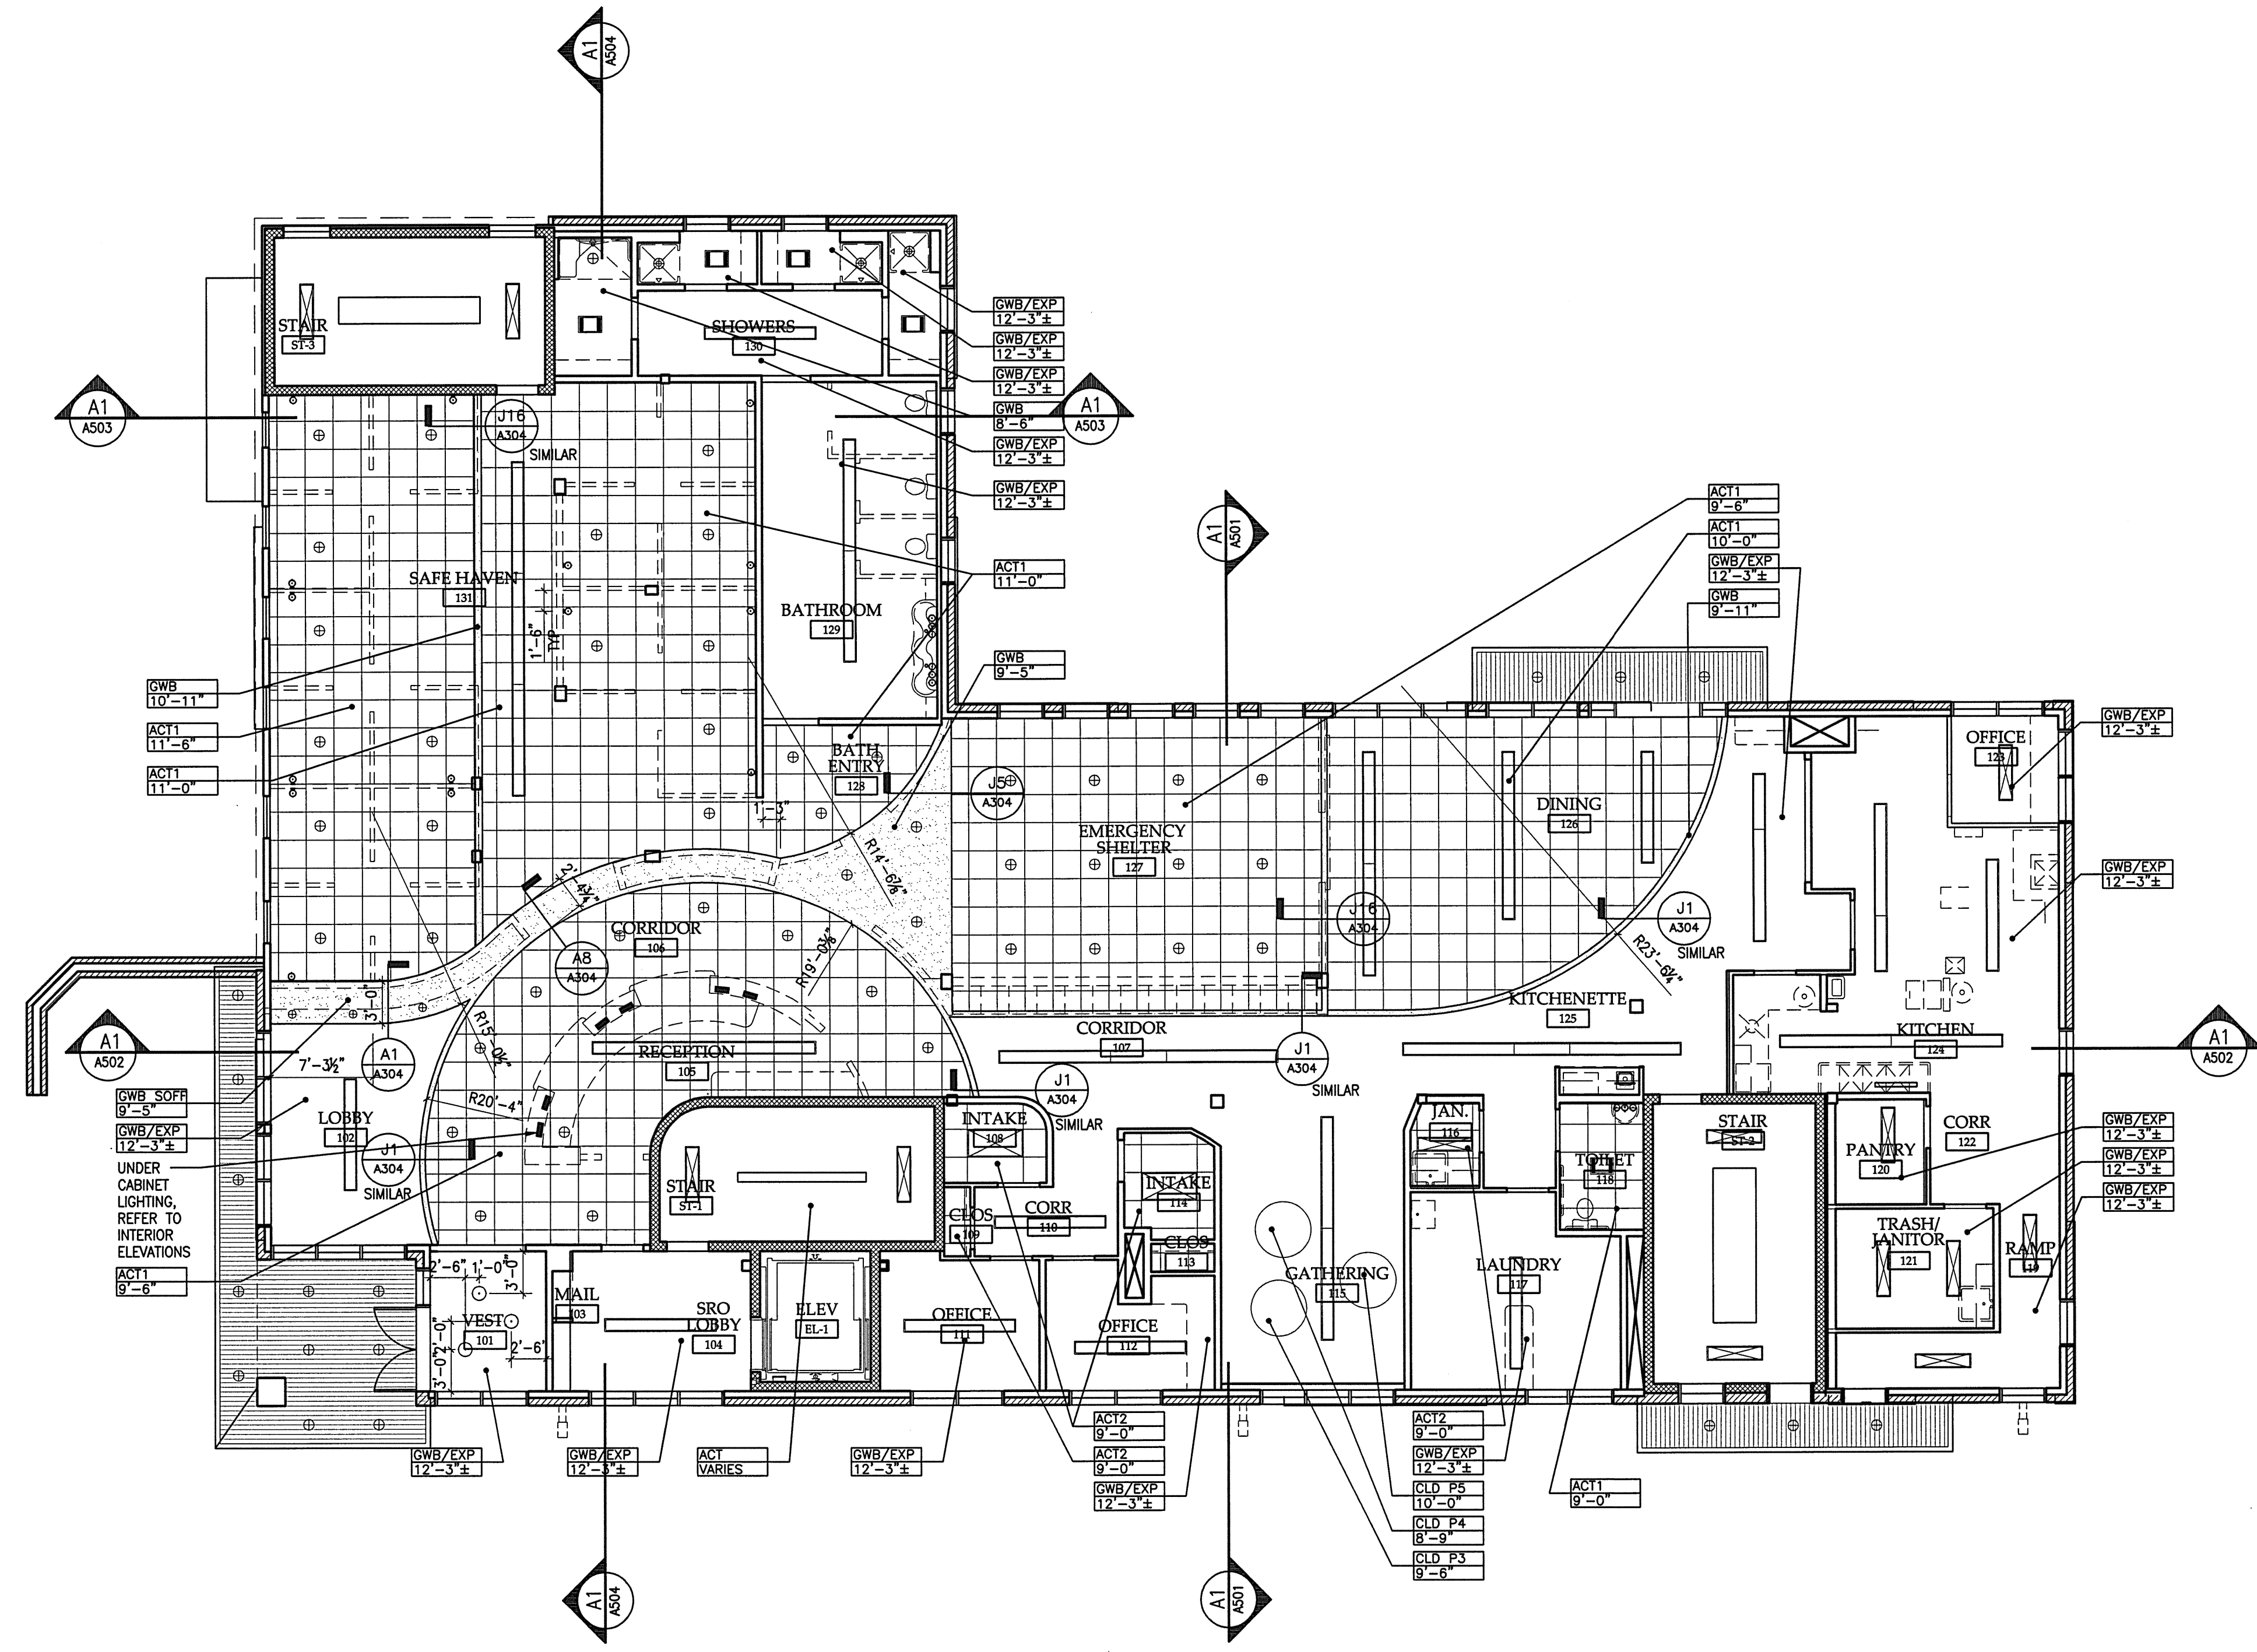 A1
A504
STAIR
ST-3
SHOWERS
130
GWB/EXP
12'-3"±
GWB/EXP
12'-3"±
GWB/EXP
12'-3"±
GWB
8'-6"
GWB/EXP
12'-3"±
GWB/EXP
12'-3"±
A1
A503
A1
A503
J16
A304
SIMILAR
ACT1
9'-6"
ACT1
10'-0"
GWB/EXP
12'-3"±
GWB
9'-11"
A1
A501
ACT1
11'-0"
SAFE HAVEN
131
1'-6"
TYP
BATHROOM
129
GWB
9'-5"
GWB
10'-11"
ACT1
11'-6"
ACT1
11'-0"
BATH
ENTRY
128
1'-3"
J5
A304
R14'-6⅞"
EMERGENCY
SHELTER
127
DINING
126
OFFICE
123
GWB/EXP
12'-3"±
GWB/EXP
12'-3"±
2'-4¾"
CORRIDOR
106
A8
A304
R19'-0⅜"
J16
A304
J1
A304
SIMILAR
R23'-6¼"
3'-0"
R15'-0½"
KITCHENETTE
125
CORRIDOR
107
RECEPTION
105
KITCHEN
124
A1
A502
A1
A502
7'-3½"
A1
A304
J1
A304
SIMILAR
J1
A304
SIMILAR
R20'-4"
GWB SOFF
9'-5"
GWB/EXP
12'-3"±
LOBBY
102
J1
A304
SIMILAR
UNDER
CABINET
LIGHTING,
REFER TO
INTERIOR
ELEVATIONS
ACT1
9'-6"
STAIR
ST-1
INTAKE
108
CLOS
109
CORR
110
INTAKE
114
CLOS
113
JAN.
116
TOILET
118
STAIR
ST-2
PANTRY
120
CORR
122
GWB/EXP
12'-3"±
GWB/EXP
12'-3"±
GWB/EXP
12'-3"±
TRASH/
JANITOR
121
RAMP
119
2'-6"
1'-0"
3'-0"
VEST
101
2'-0"
3'-0"
2'-6"
MAIL
103
SRO
LOBBY
104
ELEV
EL-1
OFFICE
111
OFFICE
112
GATHERING
115
LAUNDRY
117
GWB/EXP
12'-3"±
GWB/EXP
12'-3"±
ACT
VARIES
GWB/EXP
12'-3"±
ACT2
9'-0"
ACT2
9'-0"
GWB/EXP
12'-3"±
ACT2
9'-0"
GWB/EXP
12'-3"±
CLD P5
10'-0"
CLD P4
8'-9"
CLD P3
9'-6"
ACT1
9'-0"
A1
A504
A1
A501